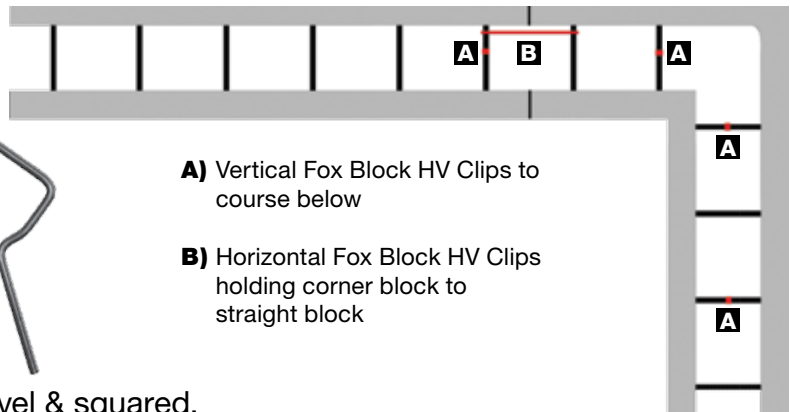 A B A
A
A) Vertical Fox Block HV Clips to
course below
B) Horizontal Fox Block HV Clips
holding corner block to
straight block
A
& squared.